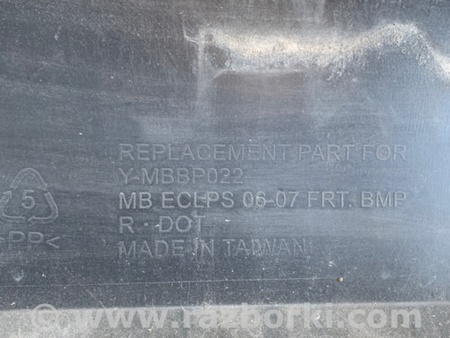 REPLACEMENT PART FOR
Y-MBBP022
MB ECLPS 06-07 FRT. BMP
R · DOT
MADE IN TAIWAN
5
PP<
© www.razborki.com